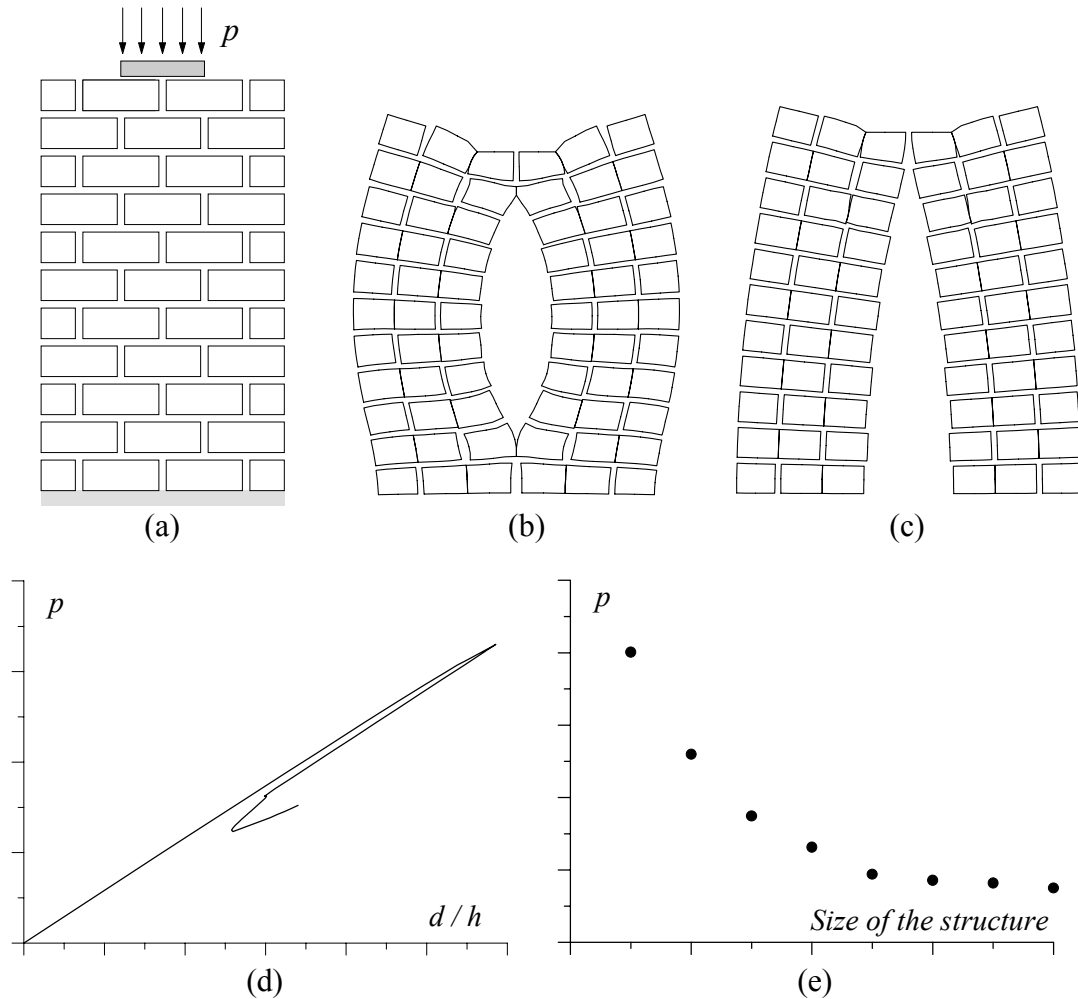 p
(a)
(b)
(c)
p
d / h
(d)
p
Size of the structure
(e)